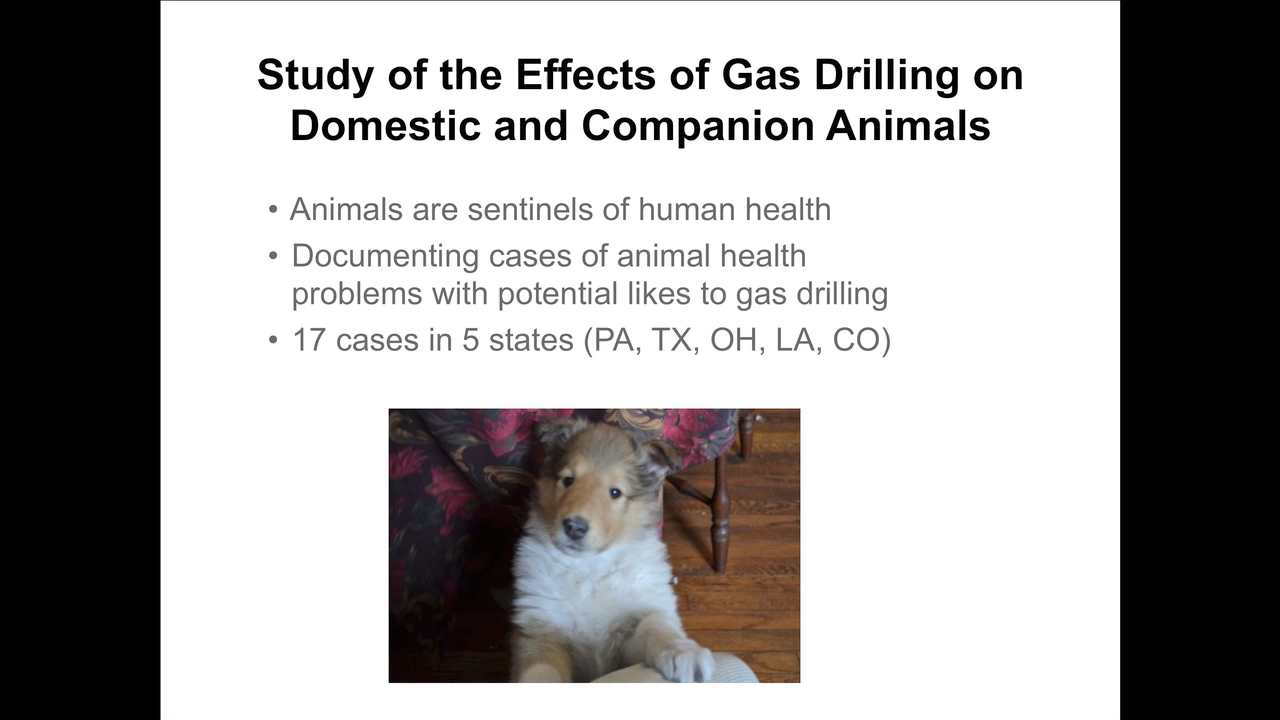 Study of the Effects of Gas Drilling on
Domestic and Companion Animals
• Animals are sentinels of human health
• Documenting cases of animal health
problems with potential likes to gas drilling
• 17 cases in 5 states (PA, TX, OH, LA, CO)